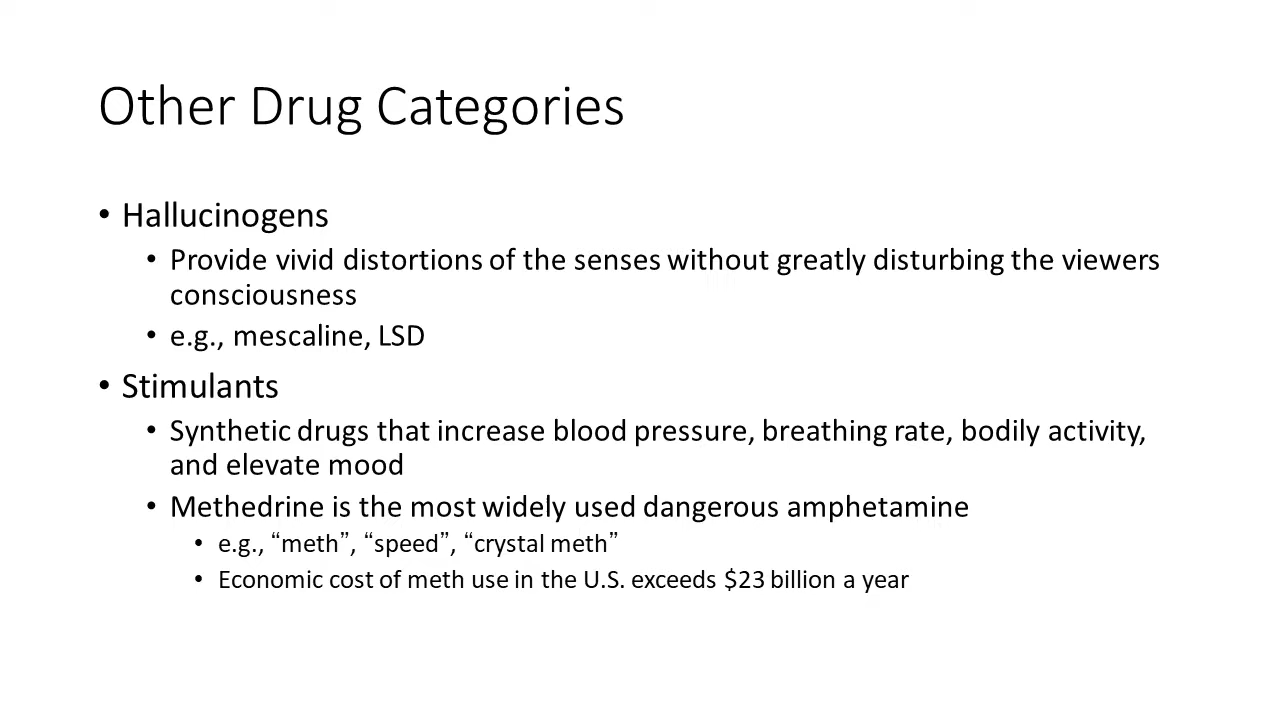 Other Drug Categories
• Hallucinogens
• Provide vivid distortions of the senses without greatly disturbing the viewers
consciousness
• e.g., mescaline, LSD
• Stimulants
• Synthetic drugs that increase blood pressure, breathing rate, bodily activity,
and elevate mood
• Methedrine is the most widely used dangerous amphetamine
• e.g., “meth”, “speed”, “crystal meth”
• Economic cost of meth use in the U.S. exceeds $23 billion a year